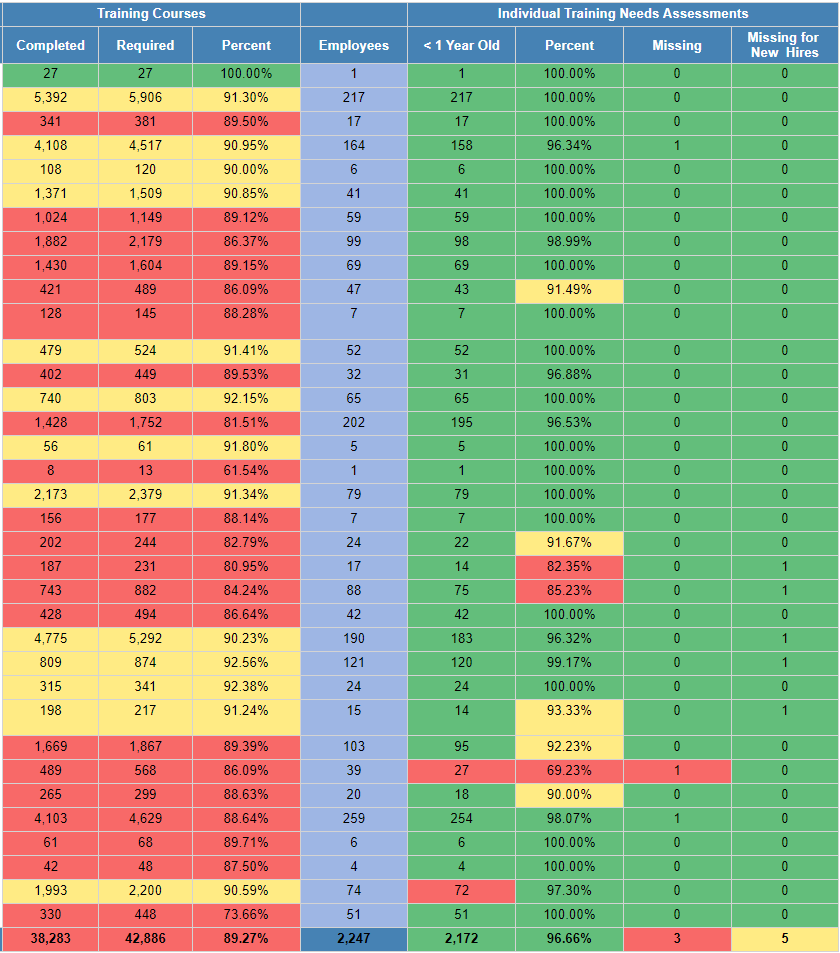 Training Courses Individual Training Needs Assessments
Completed Required Percent Employees < 1 Year Old Percent Missing Missing for New Hires
27 27 100.00% 1 1 100.00% 0 0
5,392 5,906 91.30% 217 217 100.00% 0 0
341 381 89.50% 17 17 100.00% 0 0
4,108 4,517 90.95% 164 158 96.34% 1 0
108 120 90.00% 6 6 100.00% 0 0
1,371 1,509 90.85% 41 41 100.00% 0 0
1,024 1,149 89.12% 59 59 100.00% 0 0
1,882 2,179 86.37% 99 98 98.99% 0 0
1,430 1,604 89.15% 69 69 100.00% 0 0
421 489 86.09% 47 43 91.49% 0 0
128 145 88.28% 7 7 100.00% 0 0
479 524 91.41% 52 52 100.00% 0 0
402 449 89.53% 32 31 96.88% 0 0
740 803 92.15% 65 65 100.00% 0 0
1,428 1,752 81.51% 202 195 96.53% 0 0
56 61 91.80% 5 5 100.00% 0 0
8 13 61.54% 1 1 100.00% 0 0
2,173 2,379 91.34% 79 79 100.00% 0 0
156 177 88.14% 7 7 100.00% 0 0
202 244 82.79% 24 22 91.67% 0 0
187 231 80.95% 17 14 82.35% 0 1
743 882 84.24% 88 75 85.23% 0 1
428 494 86.64% 42 42 100.00% 0 0
4,775 5,292 90.23% 190 183 96.32% 0 1
809 874 92.56% 121 120 99.17% 0 1
315 341 92.38% 24 24 100.00% 0 0
198 217 91.24% 15 14 93.33% 0 1
1,669 1,867 89.39% 103 95 92.23% 0 0
489 568 86.09% 39 27 69.23% 1 0
265 299 88.63% 20 18 90.00% 0 0
4,103 4,629 88.64% 259 254 98.07% 1 0
61 68 89.71% 6 6 100.00% 0 0
42 48 87.50% 4 4 100.00% 0 0
1,993 2,200 90.59% 74 72 97.30% 0 0
330 448 73.66% 51 51 100.00% 0 0
38,283 42,886 89.27% 2,247 2,172 96.66% 3 5